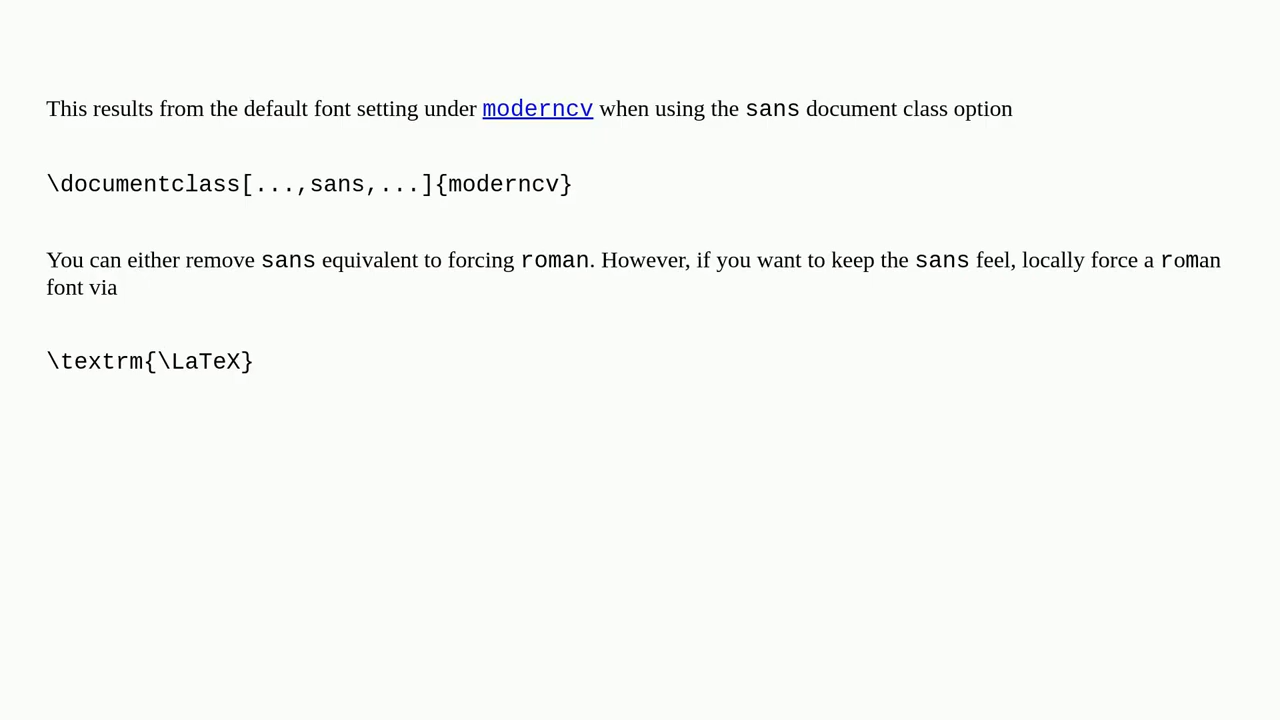 This results from the default font setting under moderncv when using the sans document class option
\documentclass[...,sans,...]{moderncv}
You can either remove sans equivalent to forcing roman. However, if you want to keep the sans feel, locally force a roman
font via
\textrm{\LaTeX}